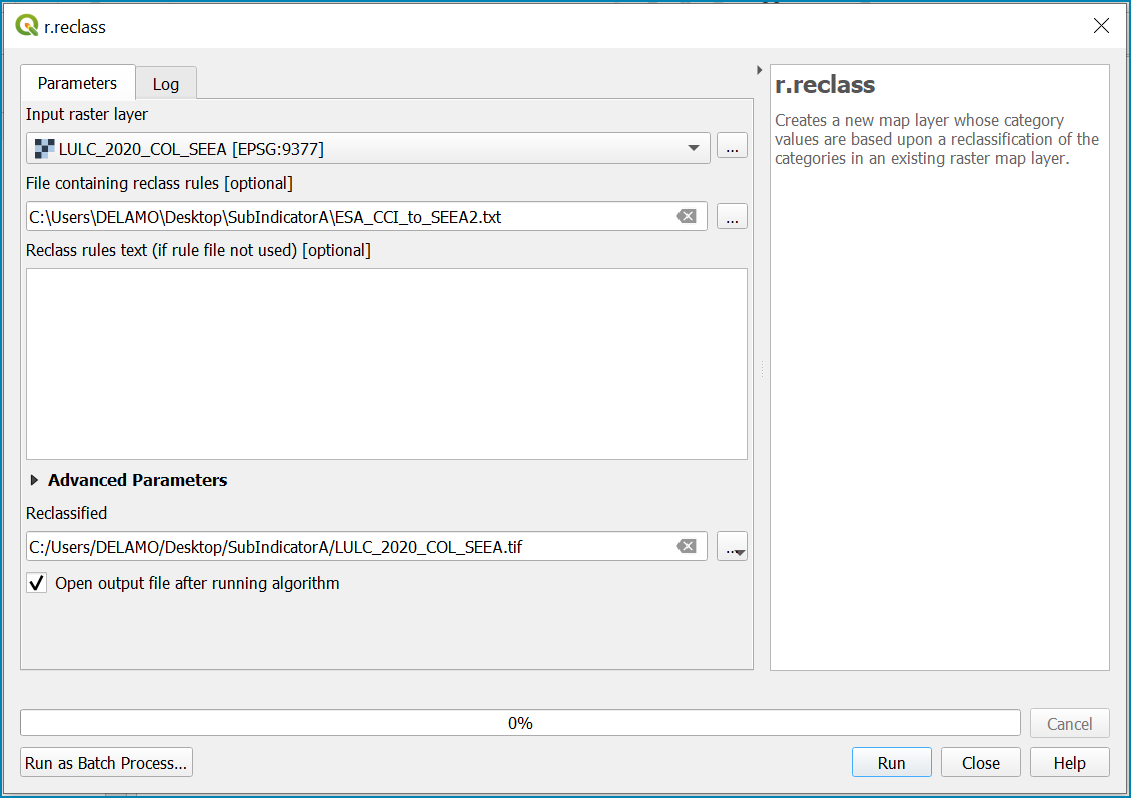 r.reclass
Parameters
Log
Input raster layer
LULC_2020_COL_SEEA [EPSG:9377]
...
File containing reclass rules [optional]
C:\Users\DELAMO\Desktop\SubIndicatorA\ESA_CCI_to_SEEA2.txt
...
Reclass rules text (if rule file not used) [optional]
Advanced Parameters
Reclassified
C:/Users/DELAMO/Desktop/SubIndicatorA/LULC_2020_COL_SEEA.tif
...
Open output file after running algorithm
r.reclass
Creates a new map layer whose category
values are based upon a reclassification of the
categories in an existing raster map layer.
0%
Cancel
Run as Batch Process...
Run
Close
Help